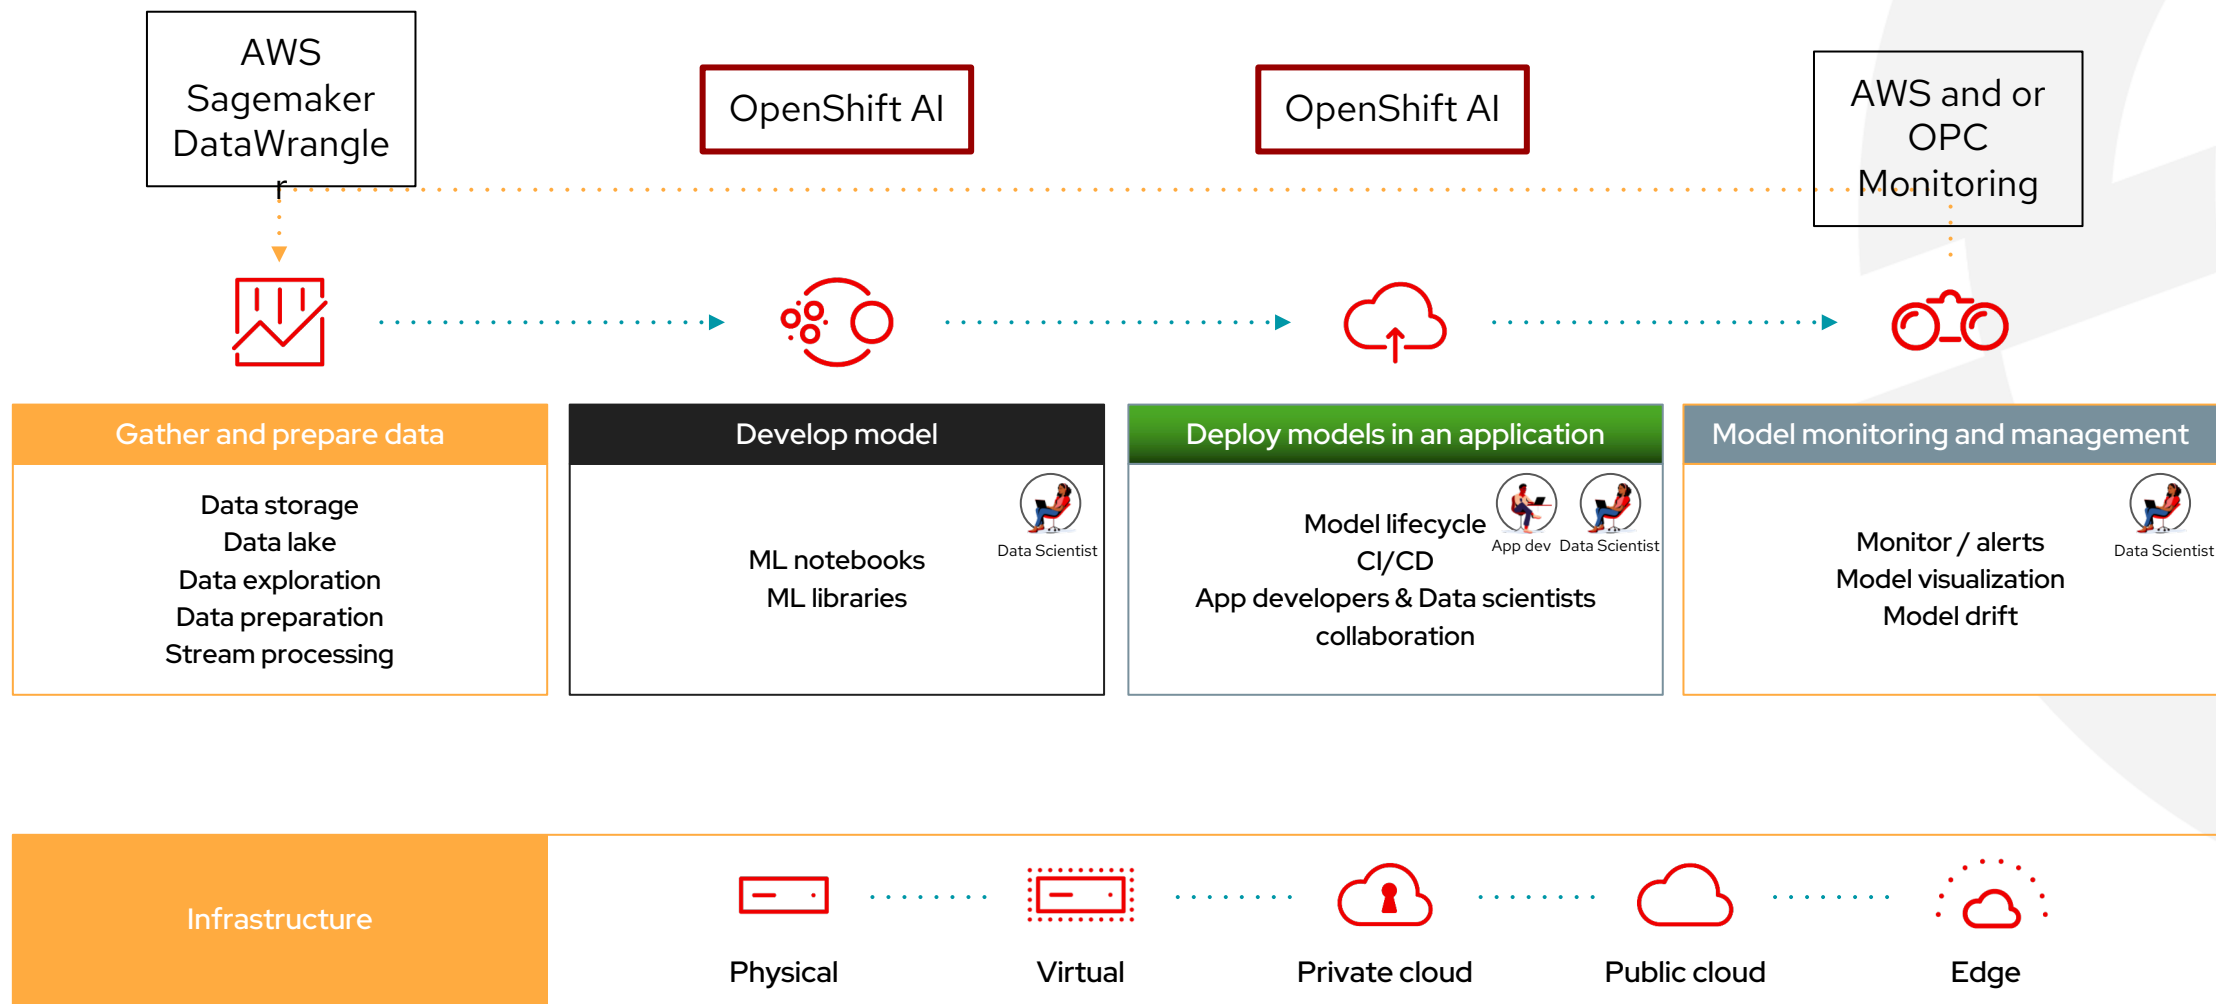 AWS
Sagemaker
DataWrangle
r
OpenShift AI
OpenShift AI
AWS and or
OPC
Monitoring
Gather and prepare data
Data storage
Data lake
Data exploration
Data preparation
Stream processing
Develop model
Data Scientist
ML notebooks
ML libraries
Deploy models in an application
App dev
Data Scientist
Model lifecycle
CI/CD
App developers & Data scientists
collaboration
Model monitoring and management
Data Scientist
Monitor / alerts
Model visualization
Model drift
Infrastructure
Physical
Virtual
Private cloud
Public cloud
Edge